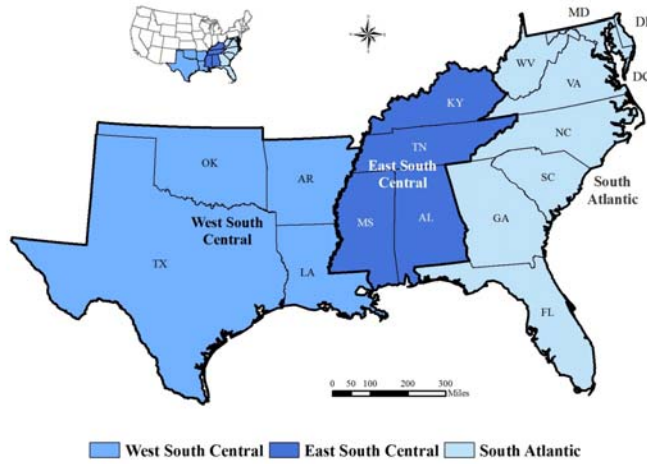 MD
DE
WV
DC
VA
KY
NC
TN
OK
AR
East South
Central
SC
South
Atlantic
West South
Central
MS
AL
GA
TX
LA
FL
0 50 100 200 300
Miles
West South Central
East South Central
South Atlantic